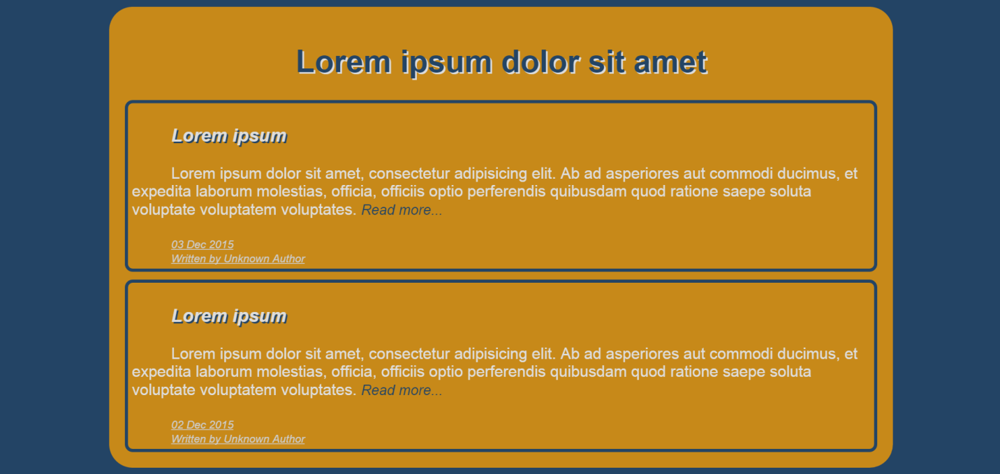 Lorem ipsum dolor sit amet
Lorem ipsum
Lorem ipsum dolor sit amet, consectetur adipisicing elit. Ab ad asperiores aut commodi ducimus, et
expedita laborum molestias, officia, officiis optio perferendis quibusdam quod ratione saepe soluta
voluptate voluptatem voluptates. Read more...
03 Dec 2015
Written by Unknown Author
Lorem ipsum
Lorem ipsum dolor sit amet, consectetur adipisicing elit. Ab ad asperiores aut commodi ducimus, et
expedita laborum molestias, officia, officiis optio perferendis quibusdam quod ratione saepe soluta
voluptate voluptatem voluptates. Read more...
02 Dec 2015
Written by Unknown Author